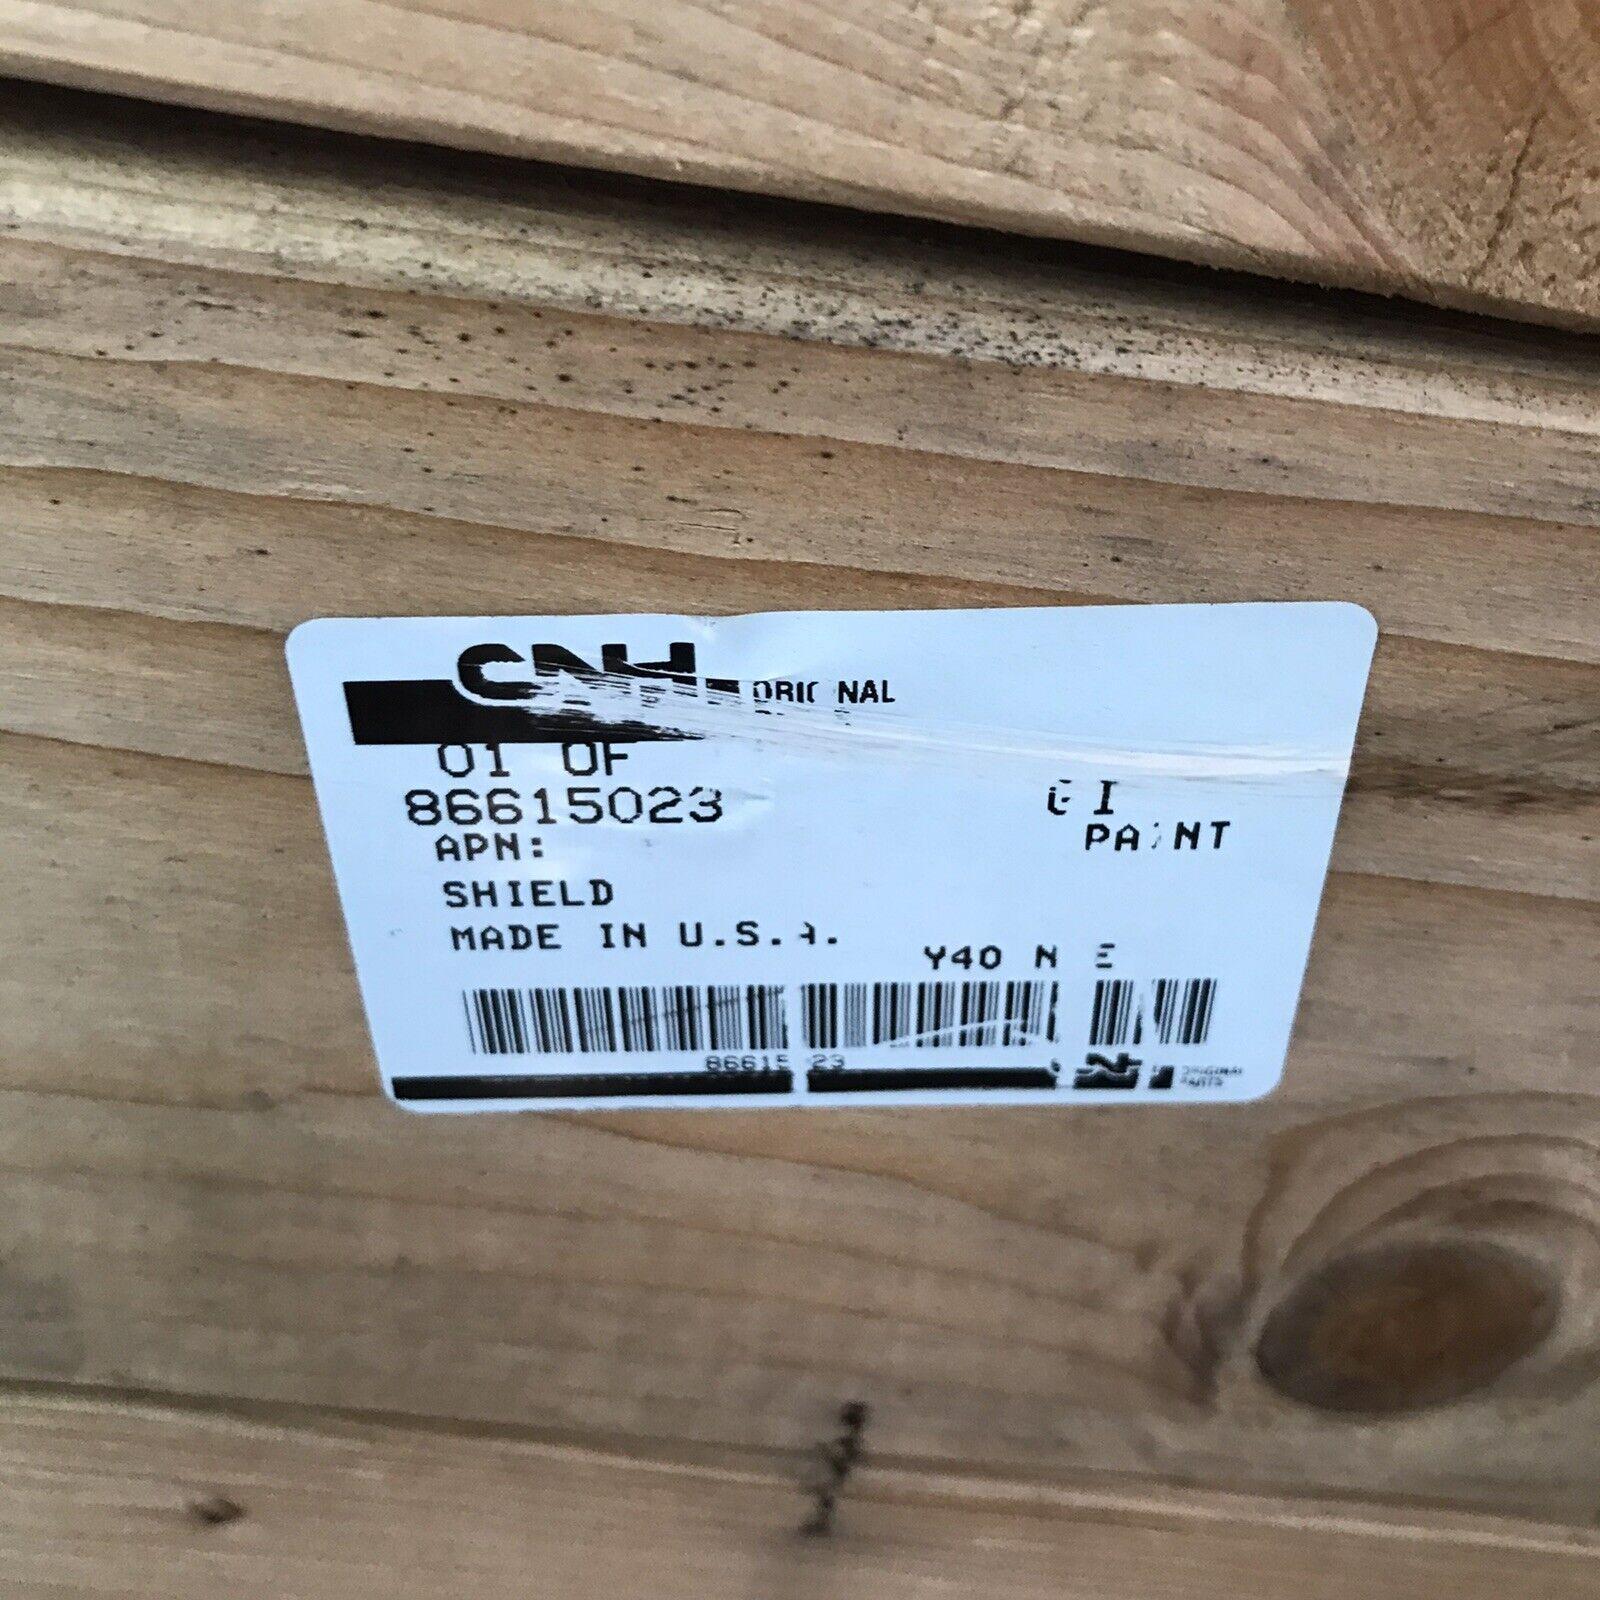 CNH
01 OF
86615023
APN:
PAINT
SHIELD
MADE IN U.S.A.
Y40
ORIGINAL